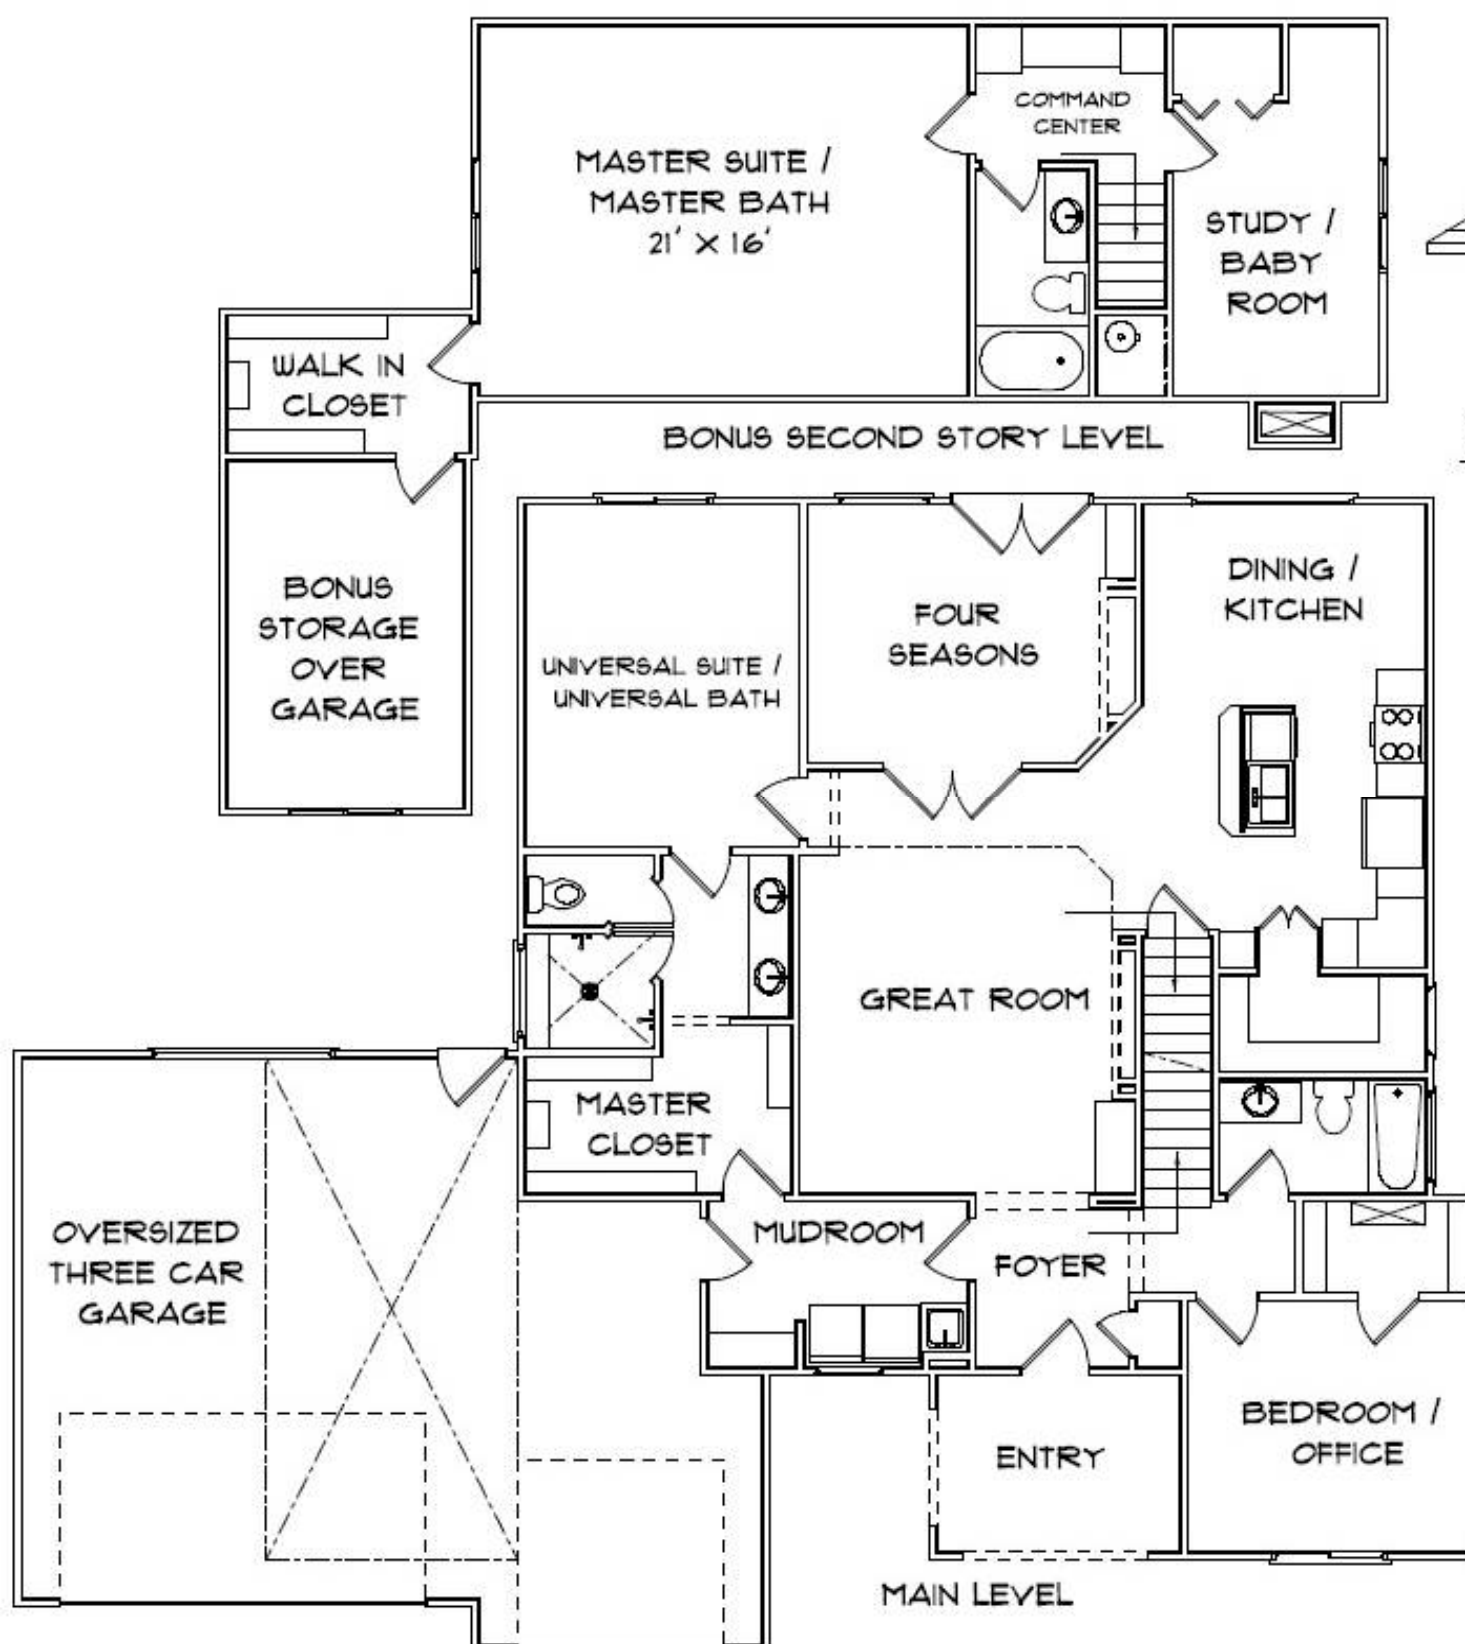 COMMAND
CENTER
MASTER SUITE /
MASTER BATH
21' X 16'
STUDY /
BABY
ROOM
WALK IN
CLOSET
BONUS SECOND STORY LEVEL
BONUS
STORAGE
OVER
GARAGE
UNIVERSAL SUITE /
UNIVERSAL BATH
FOUR
SEASONS
DINING /
KITCHEN
GREAT ROOM
MASTER
CLOSET
OVERSIZED
THREE CAR
GARAGE
MUDROOM
FOYER
ENTRY
BEDROOM /
OFFICE
MAIN LEVEL